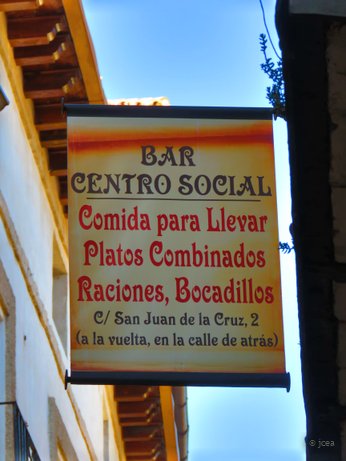 BAR
CENTRO SOCIAL
Comida para Llevar
Platos Combinados
Raciones, Bocadillos
C/ San Juan de la Cruz, 2
(a la vuelta, en la calle de atrás)
© jcea